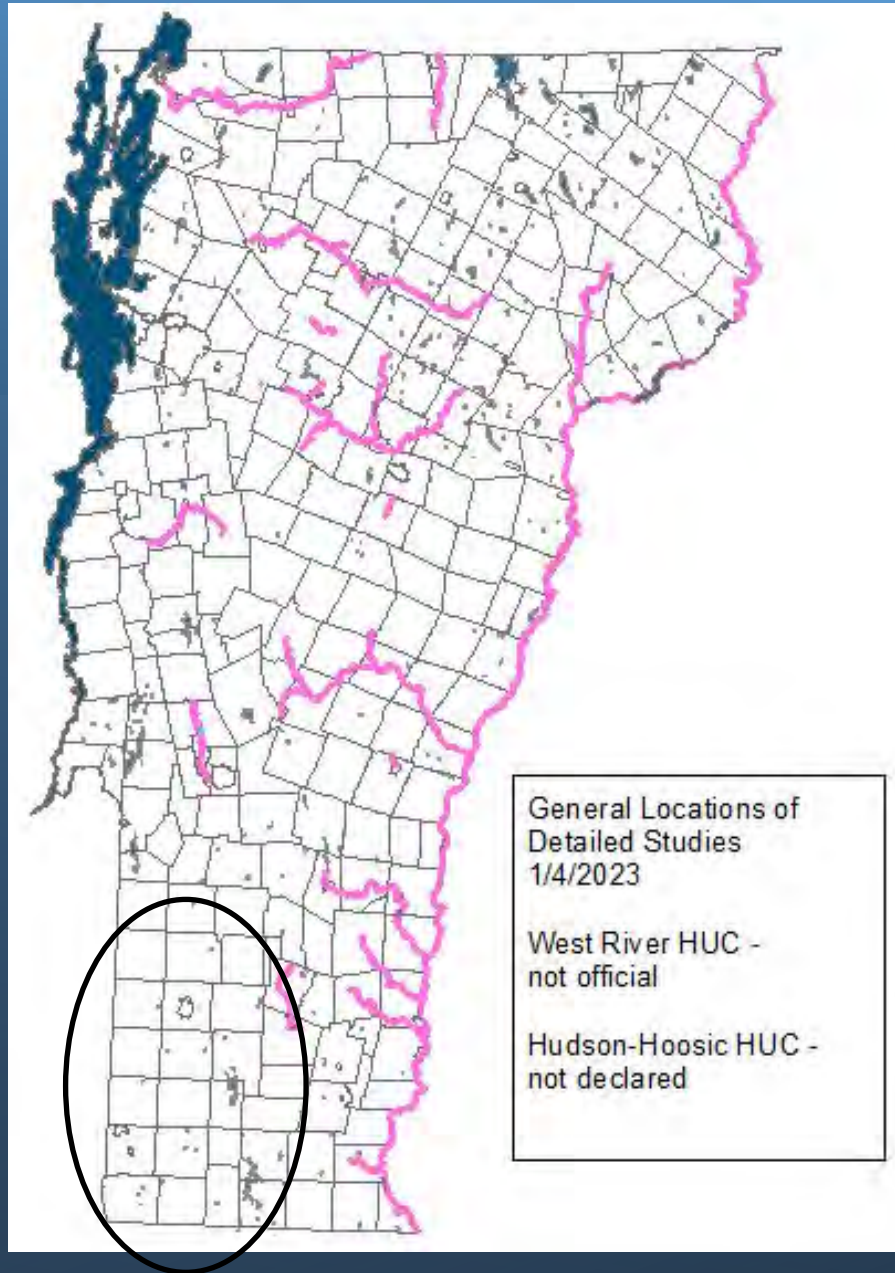 General Locations of
Detailed Studies
1/4/2023
West River HUC -
not official
Hudson-Hoosic HUC -
not declared